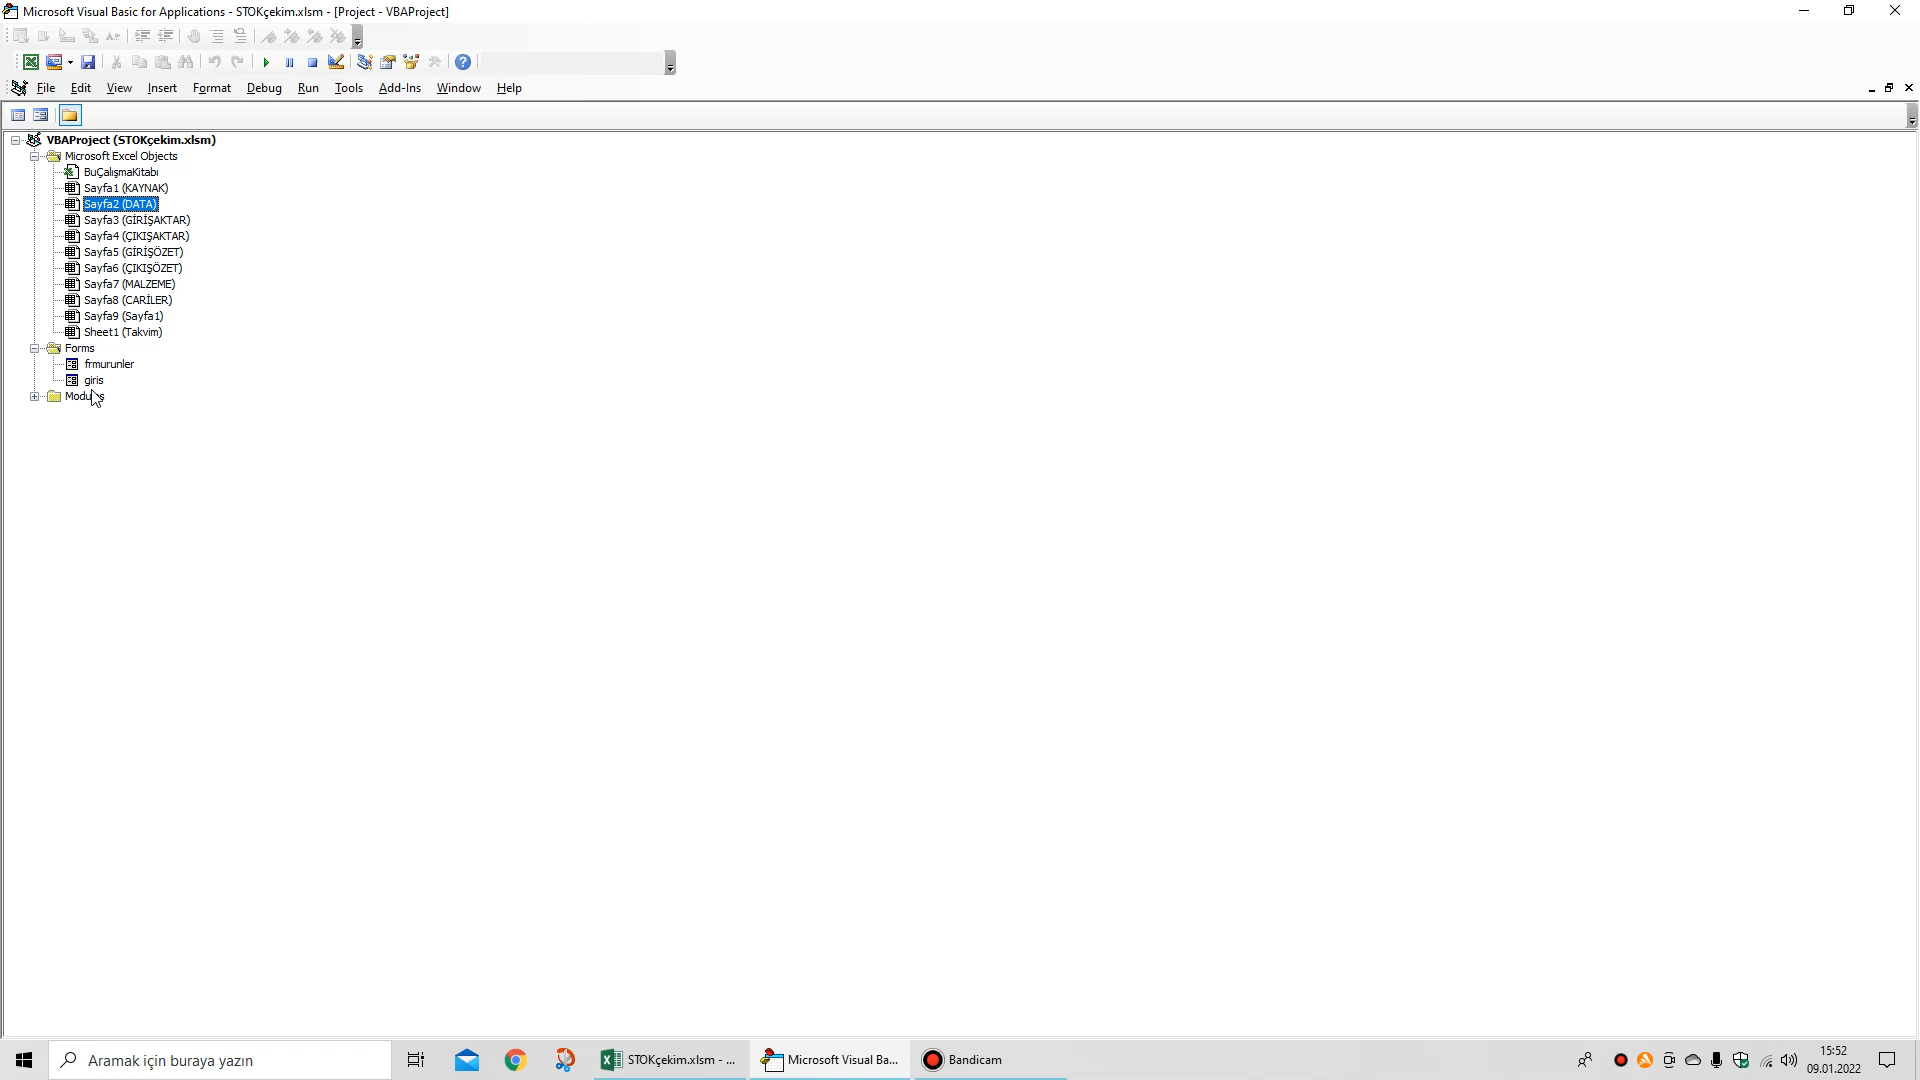 Microsoft Visual Basic for Applications - STOKçekim.xlsm - [Project - VBAProject]
File Edit View Insert Format Debug Run Tools Add-Ins Window Help
VBAProject (STOKçekim.xlsm)
Microsoft Excel Objects
BuÇalışmaKitabı
Sayfa1 (KAYNAK)
Sayfa2 (DATA)
Sayfa3 (GİRİŞAKTAR)
Sayfa4 (ÇIKIŞAKTAR)
Sayfa5 (GİRİŞÖZET)
Sayfa6 (ÇIKIŞÖZET)
Sayfa7 (MALZEME)
Sayfa8 (CARİLER)
Sayfa9 (Sayfa1)
Sheet1 (Takvim)
Forms
frmurunler
giris
Modules
Aramak için buraya yazın
STOKçekim.xlsm - ...
Microsoft Visual Ba...
Bandicam
15:52
09.01.2022